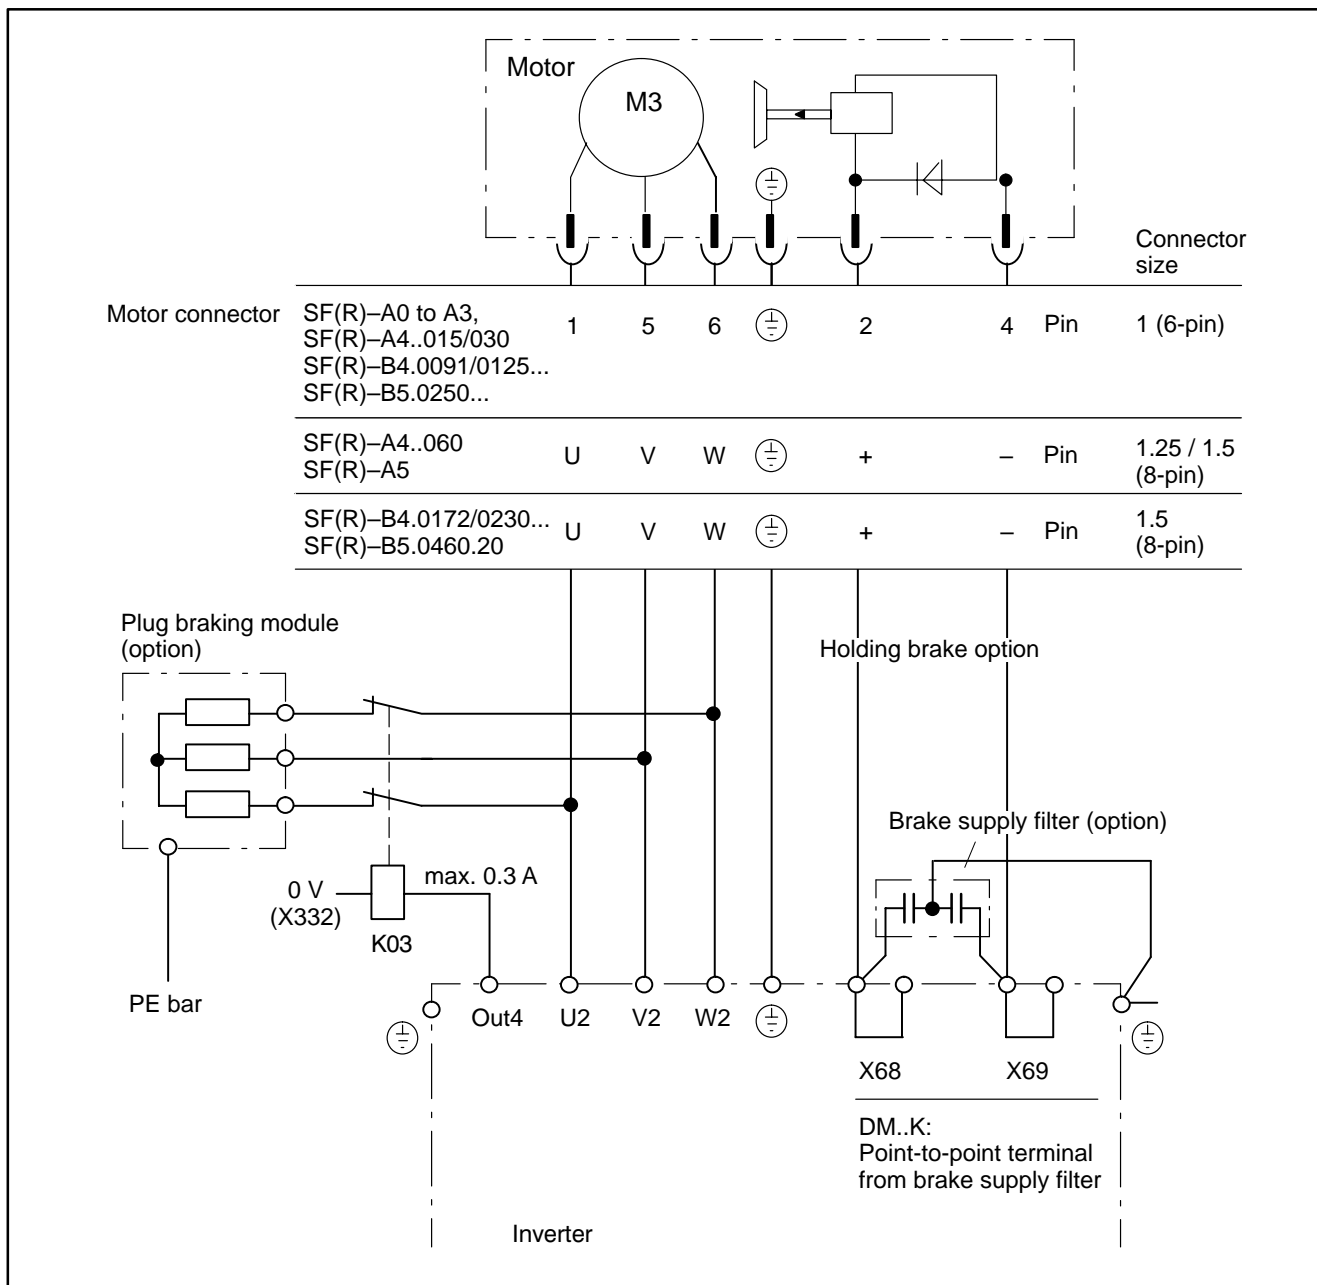 Motor
M3
Connector
size
Motor connector
SF(R)–A0 to A3,
SF(R)–A4..015/030
SF(R)–B4.0091/0125...
SF(R)–B5.0250...
1 5 6 2 4 Pin 1 (6-pin)
SF(R)–A4..060
SF(R)–A5
U V W + – Pin
1.25 / 1.5
(8-pin)
SF(R)–B4.0172/0230...
SF(R)–B5.0460.20
U V W + – Pin
1.5
(8-pin)
Plug braking module
(option)
Holding brake option
Brake supply filter (option)
0 V
(X332)
max. 0.3 A
K03
PE bar
Out4 U2 V2 W2
X68 X69
DM..K:
Point-to-point terminal
from brake supply filter
Inverter